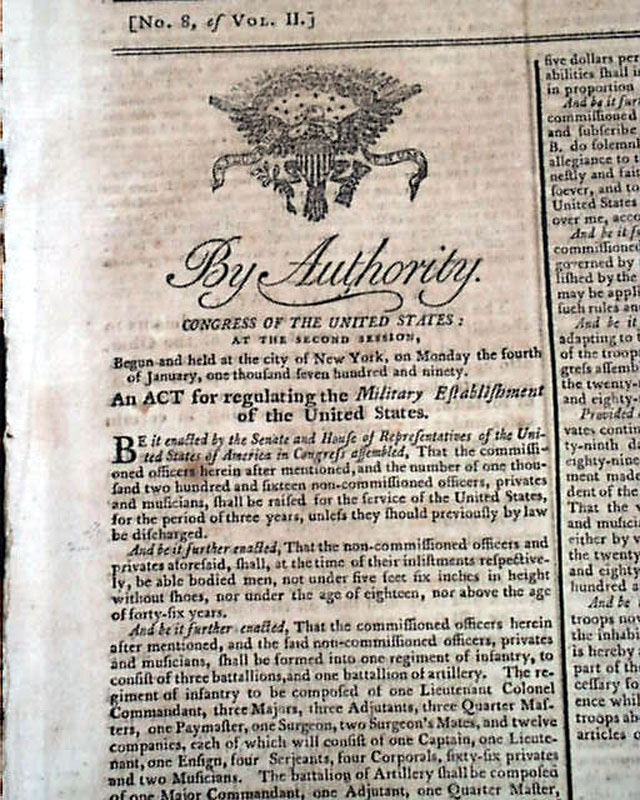 [No. 8, of Vol. II.]
By Authority.
CONGRESS OF THE UNITED STATES:
AT THE SECOND SESSION,
Begun and held at the city of New York, on Monday the fourth
of January, one thouſand ſeven hundred and ninety.
An ACT for regulating the Military Eſtabliſhment
of the United States.
BE it enacted by the Senate and Houſe of Repreſentatives of the Uni-
ted States of America in Congreſs aſſembled, That the commiſſi-
oned officers herein after mentioned, and the number of one thou-
ſand two hundred and ſixteen non-commiſſioned officers, privates
and muſicians, ſhall be raiſed for the ſervice of the United States,
for the period of three years, unleſs they ſhould previouſly by law
be diſcharged.
And be it further enacted, That the non-commiſſioned officers and
privates aforeſaid, ſhall, at the time of their inliſtments reſpective-
ly, be able bodied men, not under five feet ſix inches in height
without ſhoes, nor under the age of eighteen, nor above the age
of forty-ſix years.
And be it further enacted, That the commiſſioned officers herein
after mentioned, and the ſaid non-commiſſioned officers, privates
and muſicians, ſhall be formed into one regiment of infantry, to
conſiſt of three battallions, and one battallion of artillery. The re-
giment of infantry to be compoſed of one Lieutenant Colonel
Commandant, three Majors, three Adjutants, three Quarter Maſ-
ters, one Paymaſter, one Surgeon, two Surgeon's Mates, and twelve
companies, each of which will conſiſt of one Captain, one Lieute-
nant, one Enſign, four Serjeants, four Corporals, ſixty-ſix privates
and two Muſicians. The battalion of Artillery ſhall be compoſed
of one Major Commandant, one Adjutant, one Quarter Maſter,
five dollars per
abilities ſhall
in proportion
And be it
commiſſioned
and ſubſcribe
B. do ſolemnl
allegiance to
neſtly and fait
ſoever, and to
United States
over me, acco
And be it
commiſſioned
governed by
liſhed by the
may be appli
ſuch rules and
And be it
adapting to t
of the troops
greſs aſſemb
the twenty-
and eighty-
Provided
vates contin
ty-ninth da
eighty-nine
ment made
dent of the
That the
and muſicia
either by
the twenty
and eighty
hundred a
And be
troops nov
the inhabi
is hereby
part of the
ceſſary fo
ence whil
troops ab
articles o